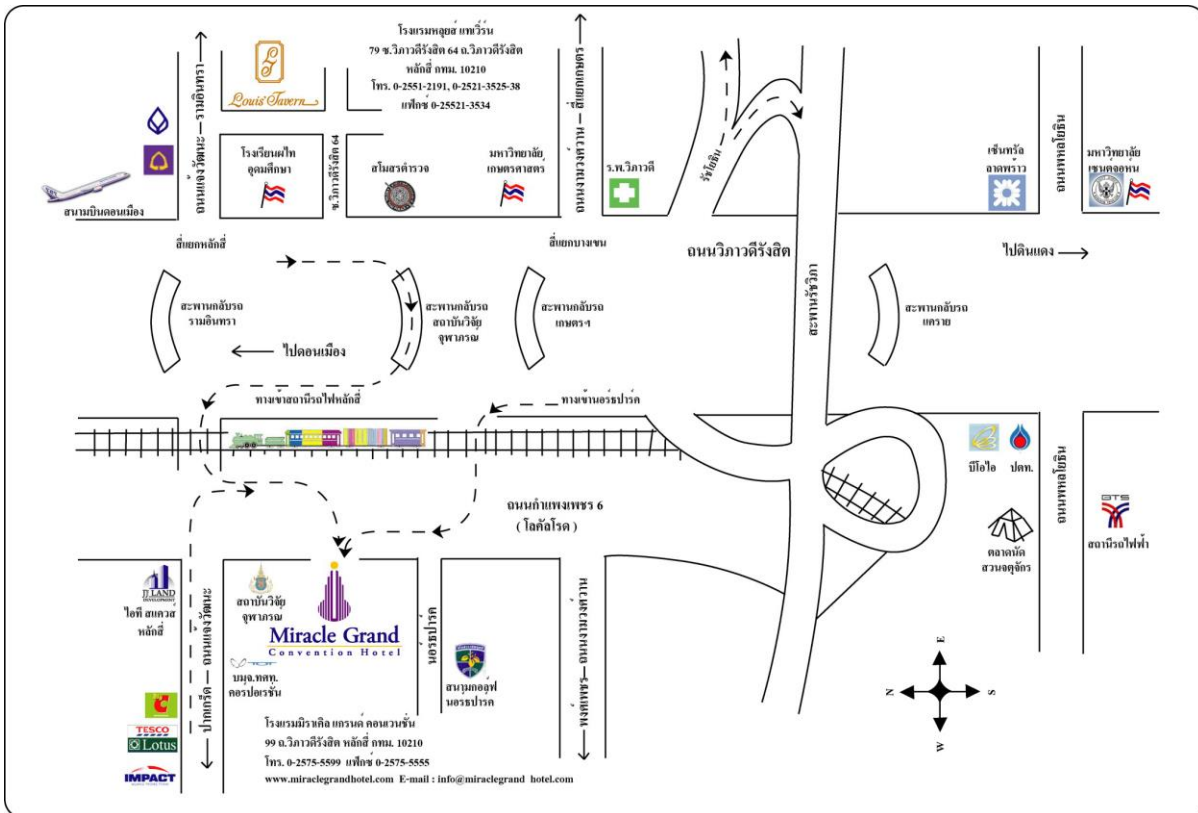 โรงแรมหลุยส์ แทเวิร์น
79 ซ.วิภาวดีรังสิต 64 ถ.วิภาวดีรังสิต
หลักสี่ กทม. 10210
โทร. 0-2551-2191, 0-2521-3525-38
แฟ็กซ์ 0-25521-3534
Louis' Tavern
ถนนแจ้งวัฒนะ – รามอินทรา
โรงเรียนไผทอุดมศึกษา
ซ.วิภาวดีรังสิต 64
สโมสรตำรวจ
มหาวิทยาลัย
เกษตรศาสตร์
ถนนงามวงศ์วาน – สี่แยกเกษตร
ร.พ.วิภาวดี
รัชโยธิน
เซ็นทรัล
ลาดพร้าว
ถนนพหลโยธิน
มหาวิทยาลัย
เซนต์จอห์น
สนามบินดอนเมือง
สี่แยกหลักสี่
สี่แยกบางเขน
ถนนวิภาวดีรังสิต
ไปดินแดง
สะพานกลับรถ
รามอินทรา
สะพานกลับรถ
สถาบันวิจัย
จุฬาภรณ์
สะพานกลับรถ
เกษตรฯ
สะพานรัชวิภา
สะพานกลับรถ
แคราย
ไปดอนเมือง
ทางเข้าสถานีรถไฟหลักสี่
ทางเข้านอร์ธปาร์ค
บีโอไอ
ปตท.
ถนนพหลโยธิน
BTS
สถานีรถไฟฟ้า
ตลาดนัด
สวนจตุจักร
ถนนกำแพงเพชร 6
( โลคัลโรด )
JJ LAND
DEVELOPMENT
ไอที สแควส์
หลักสี่
ปากเกร็ด – ถนนแจ้งวัฒนะ
สถาบันวิจัย
จุฬาภรณ์
Miracle Grand
Convention Hotel
TOT
บมจ.ทศท.
คอรปอเรชั่น
นอร์ธปาร์ค
สนามกอล์ฟ
นอรธปาร์ค
พงษ์เพชร – ถนนงามวงศ์วาน
C
TESCO
Lotus
IMPACT
โรงแรมมิราเคิล แกรนด์ คอนเวนชั่น
99 ถ.วิภาวดีรังสิต หลักสี่ กทม. 10210
โทร. 0-2575-5599 แฟ็กซ์ 0-2575-5555
www.miraclegrandhotel.com E-mail : info@miraclegrand hotel.com
E
N
S
W